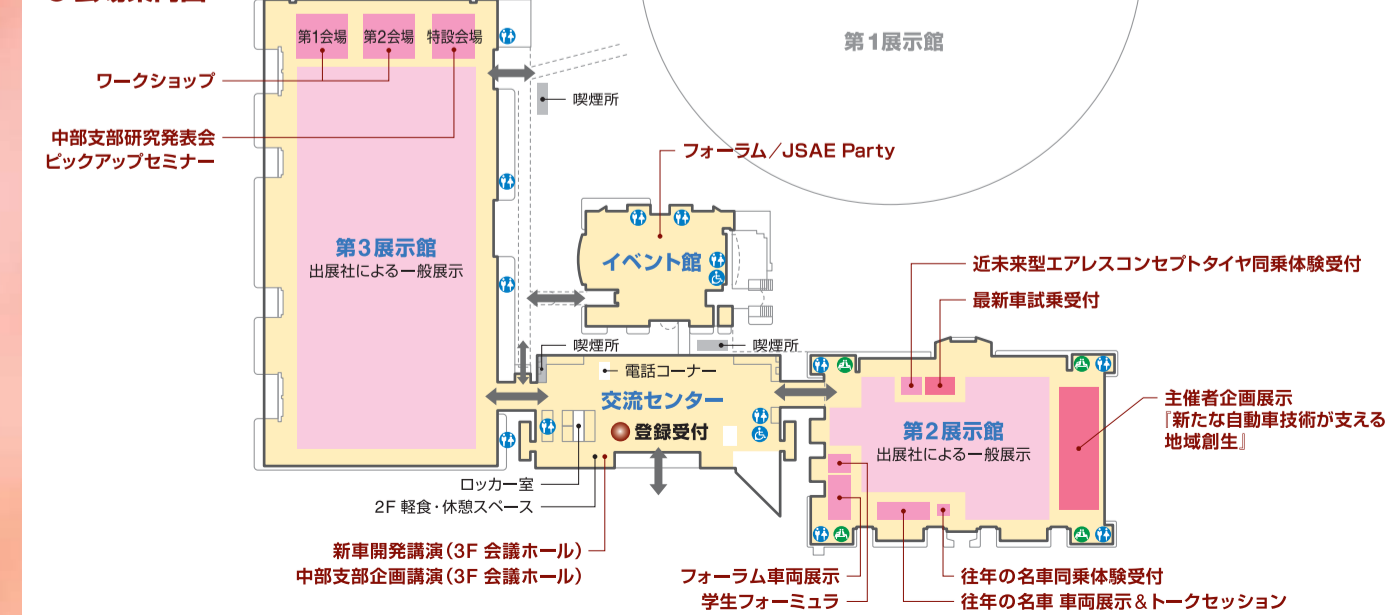 第1会場
第2会場
特設会場
第1展示館
ワークショップ
喫煙所
中部支部研究発表会
ピックアップセミナー
フォーラム/JSAE Party
第3展示館
出展社による一般展示
イベント館
近未来型エアレスコンセプトタイヤ同乗体験受付
最新車試乗受付
喫煙所
喫煙所
電話コーナー
交流センター
登録受付
主催者企画展示
『新たな自動車技術が支える
地域創生』
第2展示館
出展社による一般展示
ロッカー室
2F 軽食・休憩スペース
新車開発講演(3F 会議ホール)
中部支部企画講演(3F 会議ホール)
フォーラム車両展示
学生フォーミュラ
往年の名車同乗体験受付
往年の名車 車両展示&トークセッション